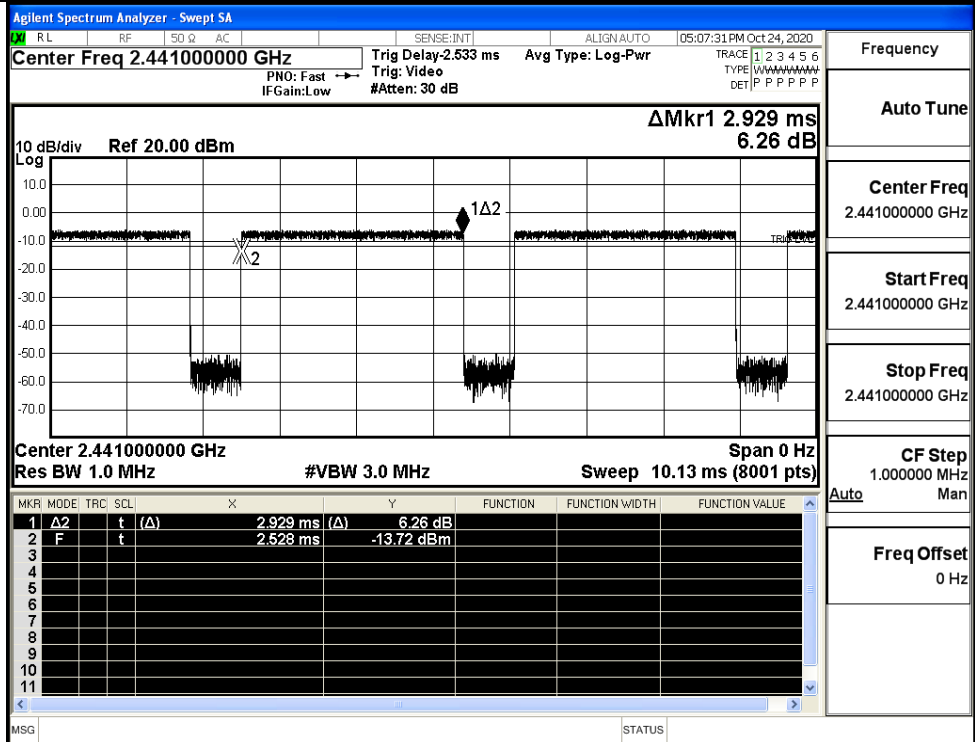 Agilent Spectrum Analyzer - Swept SA
LXI RL RF 50 Ω AC SENSE:INT ALIGN AUTO 05:07:31 PM Oct 24, 2020
Center Freq 2.441000000 GHz
PNO: Fast
IFGain:Low
Trig Delay-2.533 ms
Trig: Video
#Atten: 30 dB
Avg Type: Log-Pwr
TRACE 1 2 3 4 5 6
TYPE WWWWWW
DET P P P P P P
ΔMkr1 2.929 ms
6.26 dB
10 dB/div Ref 20.00 dBm
Log
10.0
0.00
-10.0
-20.0
-30.0
-40.0
-50.0
-60.0
-70.0
1Δ2
2
TRIG LVL
Center 2.441000000 GHz Span 0 Hz
Res BW 1.0 MHz #VBW 3.0 MHz Sweep 10.13 ms (8001 pts)
MKR MODE TRC SCL X Y FUNCTION FUNCTION WIDTH FUNCTION VALUE
1 Δ2 t (Δ) 2.929 ms (Δ) 6.26 dB
2 F t 2.528 ms -13.72 dBm
3
4
5
6
7
8
9
10
11
MSG STATUS
Frequency
Auto Tune
Center Freq
2.441000000 GHz
Start Freq
2.441000000 GHz
Stop Freq
2.441000000 GHz
CF Step
1.000000 MHz
Auto Man
Freq Offset
0 Hz